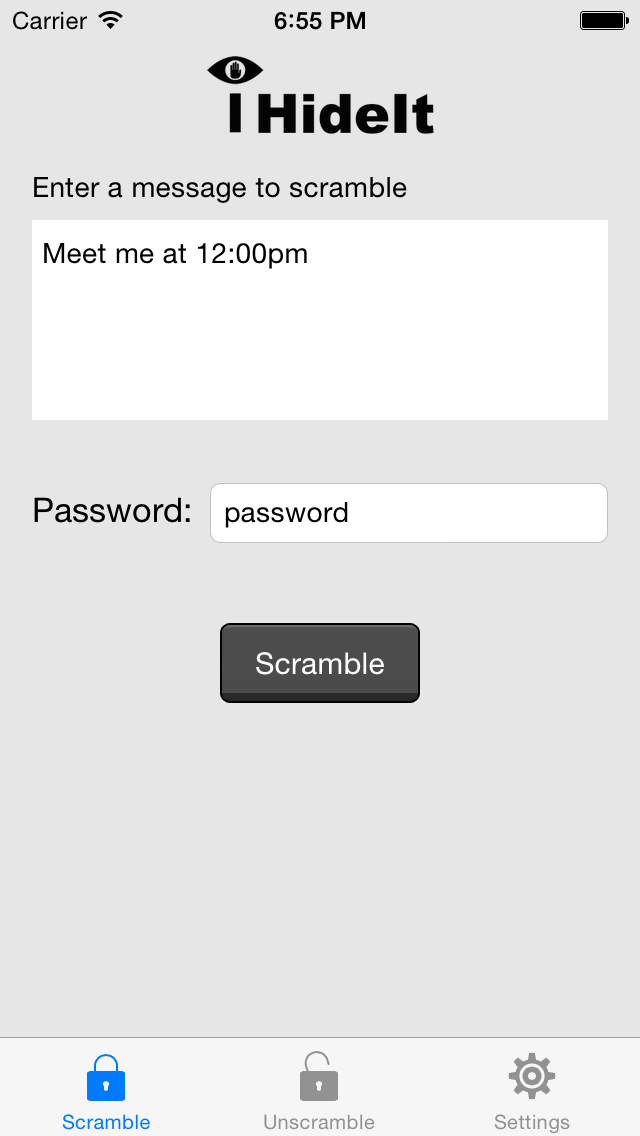 Carrier 6:55 PM
I HideIt
Enter a message to scramble
Meet me at 12:00pm
Password: password
Scramble
Scramble Unscramble Settings